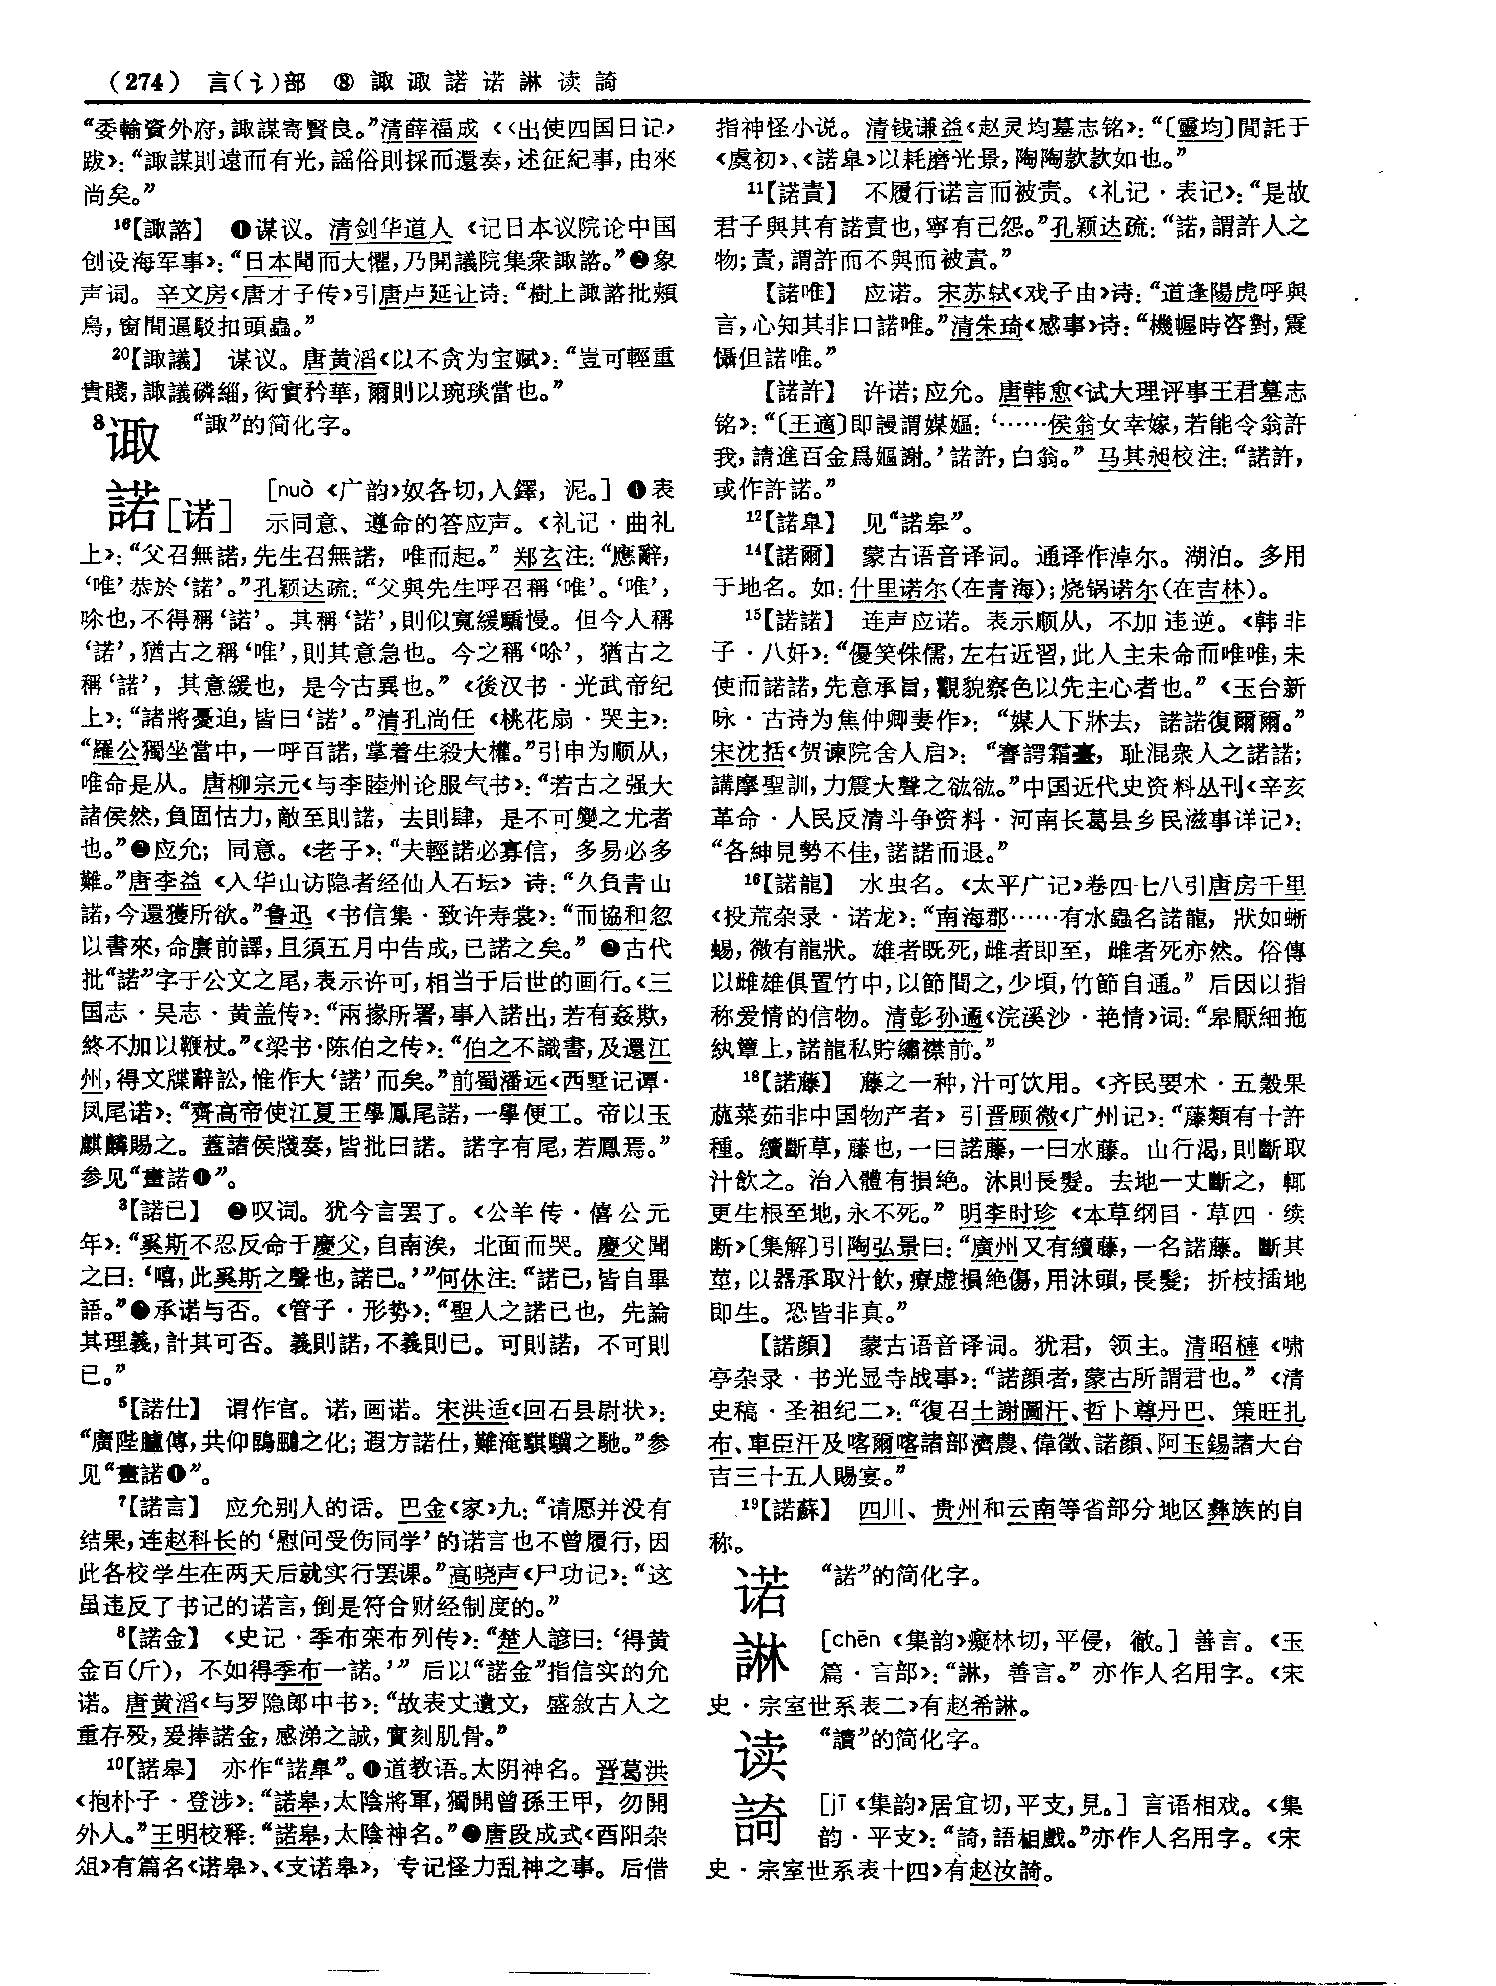 (274) 言(讠)部 ⑧ 諏 诹 諾 诺 諃 读 諅
“委輸資外府，諏謀寄賢良。”清薛福成《〈出使四国日记〉
跋》：“諏謀則遠而有光，謡俗則採而還奏，述征紀事，由來
尚矣。”
16【諏諮】 ❶谋议。清剑华道人《记日本议院论中国
创设海军事》：“日本聞而大懼，乃開議院集衆諏諮。”❷象
声词。辛文房《唐才子传》引唐卢延让诗：“樹上諏諮批頰
鳥，窗間逼駁扣頭蟲。”
20【諏議】 谋议。唐黄滔《以不贪为宝赋》：“豈可輕重
貴賤，諏議磷緇，衒實矜華，爾則以琬琰當也。”
8诹 “諏”的简化字。
諾[诺] [nuò《广韵》奴各切，入鐸，泥。] ❶表
示同意、遵命的答应声。《礼记·曲礼
上》：“父召無諾，先生召無諾，唯而起。”郑玄注：“應辭，
‘唯’恭於‘諾’。”孔颖达疏：“父與先生呼召稱‘唯’。‘唯’，
唅也，不得稱‘諾’。其稱‘諾’，則似寬緩驕慢。但今人稱
‘諾’，猶古之稱‘唯’，則其意急也。今之稱‘唅’，猶古之
稱‘諾’，其意緩也，是今古異也。”《後汉书·光武帝纪
上》：“諸將憂迫，皆曰‘諾’。”清孔尚任《桃花扇·哭主》：
“羅公獨坐當中，一呼百諾，掌着生殺大權。”引申为顺从，
唯命是从。唐柳宗元《与李睦州论服气书》：“若古之强大
諸侯然，負固怙力，敵至則諾，去則肆，是不可變之尤者
也。”❷应允；同意。《老子》：“夫輕諾必寡信，多易必多
難。”唐李益《入华山访隐者经仙人石坛》诗：“久負青山
諾，今還獲所欲。”鲁迅《书信集·致许寿裳》：“而協和忽
以書來，命賡前譯，且須五月中告成，已諾之矣。”❸古代
批“諾”字于公文之尾，表示许可，相当于后世的画行。《三
国志·吴志·黄盖传》：“兩掾所署，事入諾出，若有姦欺，
終不加以鞭杖。”《梁书·陈伯之传》：“伯之不識書，及還江
州，得文牒辭訟，惟作大‘諾’而矣。”前蜀潘远《西墅记谭·
凤尾诺》：“齊高帝使江夏王學鳳尾諾，一學便工。帝以玉
麒麟賜之。蓋諸侯牋奏，皆批曰諾。諾字有尾，若鳳焉。”
参见“畫諾❶”。
3【諾已】 ❶叹词。犹今言罢了。《公羊传·僖公元
年》：“奚斯不忍反命于慶父，自南涘，北面而哭。慶父聞
之曰：‘嘻，此奚斯之聲也，諾已。’”何休注：“諾已，皆自畢
語。”❷承诺与否。《管子·形势》：“聖人之諾已也，先論
其理義，計其可否。義則諾，不義則已。可則諾，不可則
已。”
5【諾仕】 谓作官。诺，画诺。宋洪适《回石县尉状》：
“廣陛臚傳，共仰鵾鵬之化；遐方諾仕，難淹騏驥之馳。”参
见“畫諾❶”。
7【諾言】 应允别人的话。巴金《家》九：“请愿并没有
结果，连赵科长的‘慰问受伤同学’的诺言也不曾履行，因
此各校学生在两天后就实行罢课。”高晓声《尸功记》：“这
虽违反了书记的诺言，倒是符合财经制度的。”
8【諾金】 《史记·季布栾布列传》：“楚人諺曰：‘得黄
金百(斤)，不如得季布一諾。’”后以“諾金”指信实的允
诺。唐黄滔《与罗隐郎中书》：“故表丈遺文，盛敘古人之
重存殁，爰捧諾金，感涕之誠，實刻肌骨。”
10【諾皋】 亦作“諾臯”。❶道教语。太阴神名。晋葛洪
《抱朴子·登涉》：“諾皋，太陰將軍，獨開曾孫王甲，勿開
外人。”王明校释：“諾皋，太陰神名。”❷唐段成式《酉阳杂
俎》有篇名《诺皋》、《支诺皋》，专记怪力乱神之事。后借
指神怪小说。清钱谦益《赵灵均墓志铭》：“〔靈均〕閒託于
《虞初》、《諾皐》以耗磨光景，陶陶款款如也。”
11【諾責】 不履行诺言而被责。《礼记·表记》：“是故
君子與其有諾責也，寧有已怨。”孔颖达疏：“諾，謂許人之
物；責，謂許而不與而被責。”
【諾唯】 应诺。宋苏轼《戏子由》诗：“道逢陽虎呼與
言，心知其非口諾唯。”清朱琦《感事》诗：“機幄時咨對，震
懾但諾唯。”
【諾許】 许诺；应允。唐韩愈《试大理评事王君墓志
铭》：“〔王適〕即謾謂媒嫗：‘……侯翁女幸嫁，若能令翁許
我，請進百金爲嫗謝。’諾許，白翁。”马其昶校注：“諾許，
或作許諾。”
12【諾臯】 见“諾皋”。
14【諾爾】 蒙古语音译词。通译作淖尔。湖泊。多用
于地名。如：什里诺尔(在青海)；烧锅诺尔(在吉林)。
15【諾諾】 连声应诺。表示顺从，不加违逆。《韩非
子·八奸》：“優笑侏儒，左右近習，此人主未命而唯唯，未
使而諾諾，先意承旨，觀貌察色以先主心者也。”《玉台新
咏·古诗为焦仲卿妻作》：“媒人下牀去，諾諾復爾爾。”
宋沈括《贺谏院舍人启》：“謇諤霜臺，耻混衆人之諾諾；
講摩聖訓，力震大聲之欱欱。”中国近代史资料丛刊《辛亥
革命·人民反清斗争资料·河南长葛县乡民滋事详记》：
“各紳見勢不佳，諾諾而退。”
16【諾龍】 水虫名。《太平广记》卷四七八引唐房千里
《投荒杂录·诺龙》：“南海郡……有水蟲名諾龍，狀如蜥
蜴，微有龍狀。雄者既死，雌者即至，雌者死亦然。俗傳
以雌雄俱置竹中，以節間之，少頃，竹節自通。”后因以指
称爱情的信物。清彭孙遹《浣溪沙·艳情》词：“皋厭細拖
紈簟上，諾龍私貯繡襟前。”
18【諾藤】 藤之一种，汁可饮用。《齐民要术·五穀果
蓏菜茹非中国物产者》引晋顾微《广州记》：“藤類有十許
種。續斷草，藤也，一曰諾藤，一曰水藤。山行渴，則斷取
汁飲之。治人體有損絶。沐則長髮。去地一丈斷之，輒
更生根至地，永不死。”明李时珍《本草纲目·草四·续
断》〔集解〕引陶弘景曰：“廣州又有續藤，一名諾藤。斷其
莖，以器承取汁飲，療虚損絶傷，用沐頭，長髮；折枝插地
即生。恐皆非真。”
【諾顔】 蒙古语音译词。犹君，领主。清昭梿《啸
亭杂录·书光显寺战事》：“諾顔者，蒙古所謂君也。”《清
史稿·圣祖纪二》：“復召土謝圖汗、哲卜尊丹巴、策旺扎
布、車臣汗及喀爾喀諸部濟農、偉徵、諾顔、阿玉錫諸大台
吉三十五人賜宴。”
19【諾蘇】 四川、贵州和云南等省部分地区彝族的自
称。
诺 “諾”的简化字。
諃 [chēn《集韵》癡林切，平侵，徹。] 善言。《玉
篇·言部》：“諃，善言。”亦作人名用字。《宋
史·宗室世系表二》有赵希諃。
读 “讀”的简化字。
 [jī《集韵》居宜切，平支，見。] 言语相戏。《集
韵·平支》：“，語相戲。”亦作人名用字。《宋
史·宗室世系表十四》有赵汝。